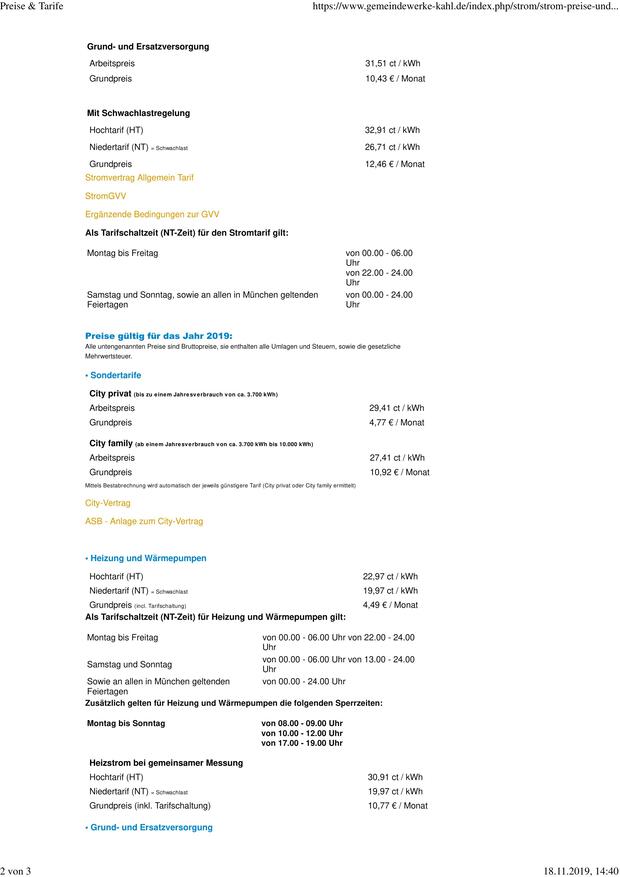 Preise & Tarife https://www.gemeindewerke-kahl.de/index.php/strom/strom-preise-und...
Grund- und Ersatzversorgung
Arbeitspreis 31,51 ct / kWh
Grundpreis 10,43 € / Monat
Mit Schwachlastregelung
Hochtarif (HT) 32,91 ct / kWh
Niedertarif (NT) = Schwachlast 26,71 ct / kWh
Grundpreis 12,46 € / Monat
Stromvertrag Allgemein Tarif
StromGVV
Ergänzende Bedingungen zur GVV
Als Tarifschaltzeit (NT-Zeit) für den Stromtarif gilt:
Montag bis Freitag von 00.00 - 06.00
Uhr
von 22.00 - 24.00
Uhr
Samstag und Sonntag, sowie an allen in München geltenden von 00.00 - 24.00
Feiertagen Uhr
Preise gültig für das Jahr 2019:
Alle untengenannten Preise sind Bruttopreise, sie enthalten alle Umlagen und Steuern, sowie die gesetzliche
Mehrwertsteuer.
• Sondertarife
City privat (bis zu einem Jahresverbrauch von ca. 3.700 kWh)
Arbeitspreis 29,41 ct / kWh
Grundpreis 4,77 € / Monat
City family (ab einem Jahresverbrauch von ca. 3.700 kWh bis 10.000 kWh)
Arbeitspreis 27,41 ct / kWh
Grundpreis 10,92 € / Monat
Mittels Bestabrechnung wird automatisch der jeweils günstigere Tarif (City privat oder City family ermittelt)
City-Vertrag
ASB - Anlage zum City-Vertrag
• Heizung und Wärmepumpen
Hochtarif (HT) 22,97 ct / kWh
Niedertarif (NT) = Schwachlast 19,97 ct / kWh
Grundpreis (incl. Tarifschaltung) 4,49 € / Monat
Als Tarifschaltzeit (NT-Zeit) für Heizung und Wärmepumpen gilt:
Montag bis Freitag von 00.00 - 06.00 Uhr von 22.00 - 24.00
Uhr
Samstag und Sonntag von 00.00 - 06.00 Uhr von 13.00 - 24.00
Uhr
Sowie an allen in München geltenden von 00.00 - 24.00 Uhr
Feiertagen
Zusätzlich gelten für Heizung und Wärmepumpen die folgenden Sperrzeiten:
Montag bis Sonntag von 08.00 - 09.00 Uhr
von 10.00 - 12.00 Uhr
von 17.00 - 19.00 Uhr
Heizstrom bei gemeinsamer Messung
Hochtarif (HT) 30,91 ct / kWh
Niedertarif (NT) = Schwachlast 19,97 ct / kWh
Grundpreis (inkl. Tarifschaltung) 10,77 € / Monat
• Grund- und Ersatzversorgung
2 von 3 18.11.2019, 14:40